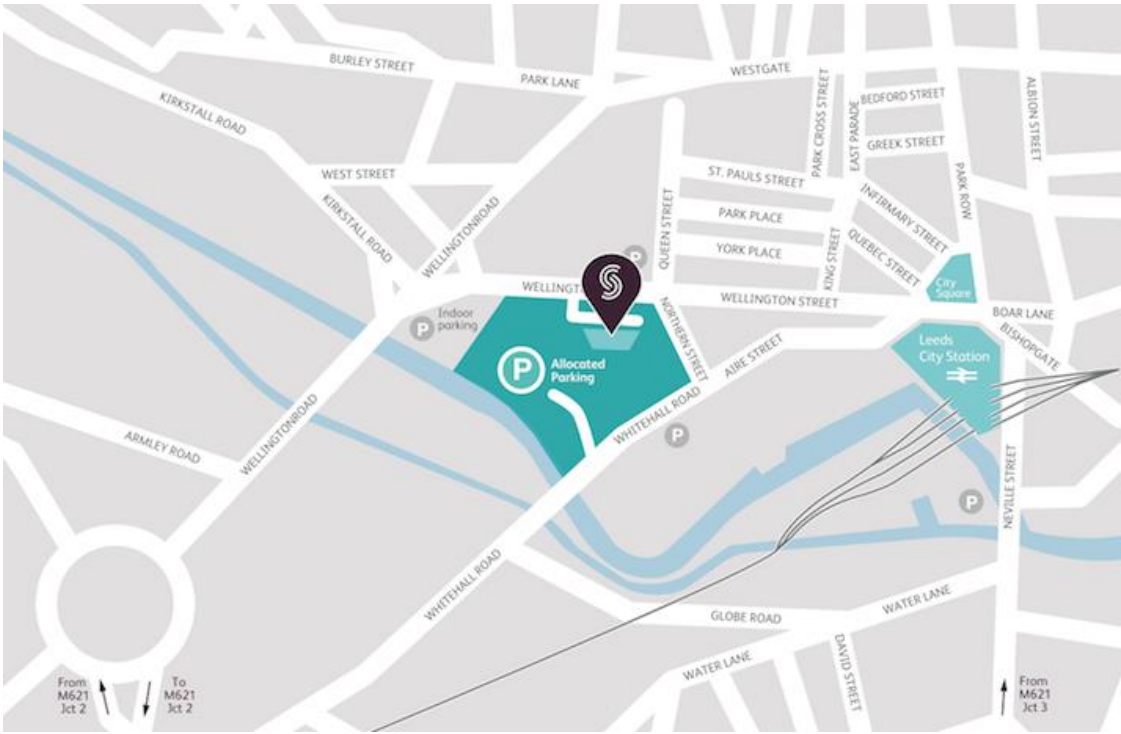 BURLEY STREET
PARK LANE
WESTGATE
KIRKSTALL ROAD
PARK CROSS STREET
EAST PARADE
BEDFORD STREET
ALBION STREET
GREEK STREET
WEST STREET
ST. PAULS STREET
PARK ROW
KIRKSTALL ROAD
WELLINGTONROAD
QUEEN STREET
PARK PLACE
INFIRMARY STREET
YORK PLACE
KING STREET
QUEBEC STREET
P
WELLING
WELLINGTON STREET
City
Square
BOAR LANE
P
Indoor
parking
NORTHERN STREET
AIRE STREET
BISHOPGATE
Leeds
City Station
P
Allocated
Parking
WHITEHALL ROAD
P
WELLINGTONROAD
ARMLEY ROAD
NEVILLE STREET
P
WHITEHALL ROAD
GLOBE ROAD
WATER LANE
WATER LANE
DAVID STREET
From
M621
Jct 2
To
M621
Jct 2
From
M621
Jct 3